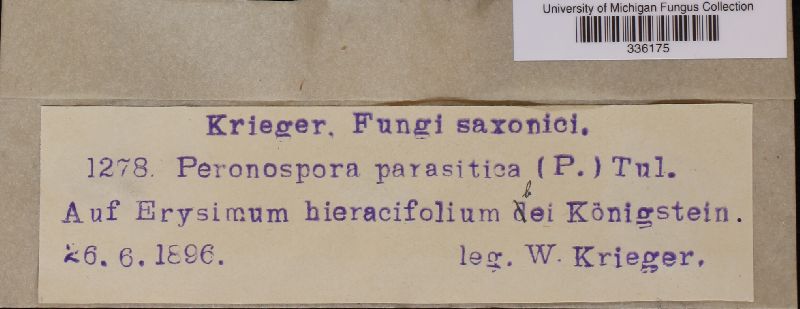 University of Michigan Fungus Collection
336175
Krieger. Fungi saxonici.
1278. Peronospora parasitica (P.) Tul.
Auf Erysimum hieracifolium bei Königstein.
26.6.1896. leg. W. Krieger.